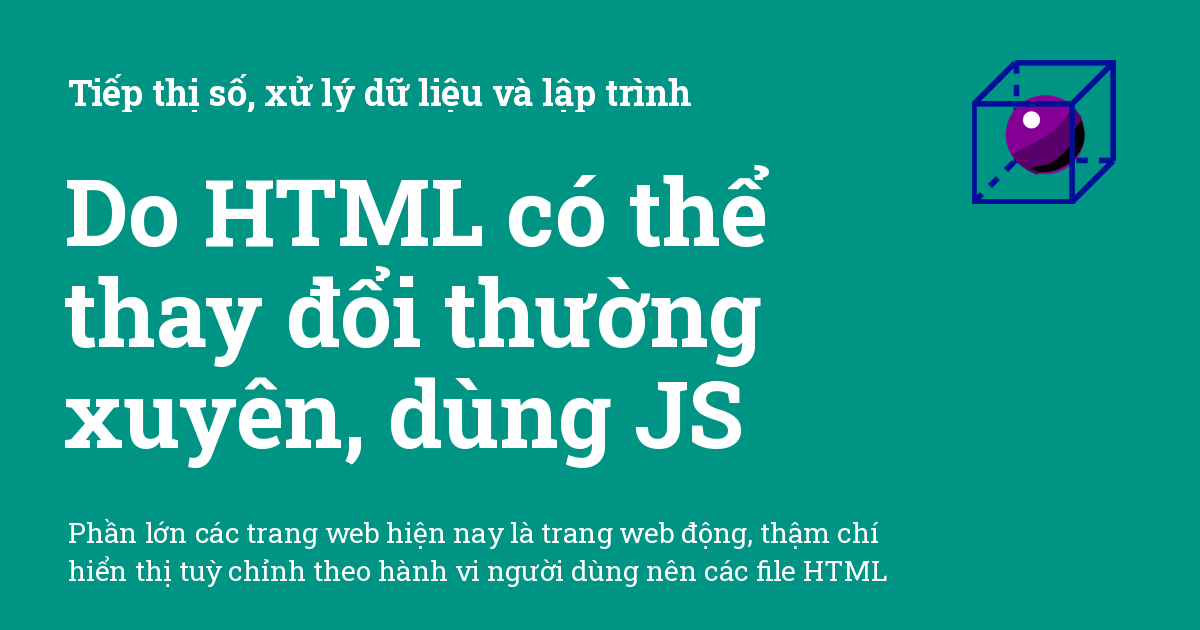 Tiếp thị số, xử lý dữ liệu và lập trình
Do HTML có thể
thay đổi thường
xuyên, dùng JS
Phần lớn các trang web hiện nay là trang web động, thậm chí
hiển thị tuỳ chỉnh theo hành vi người dùng nên các file HTML